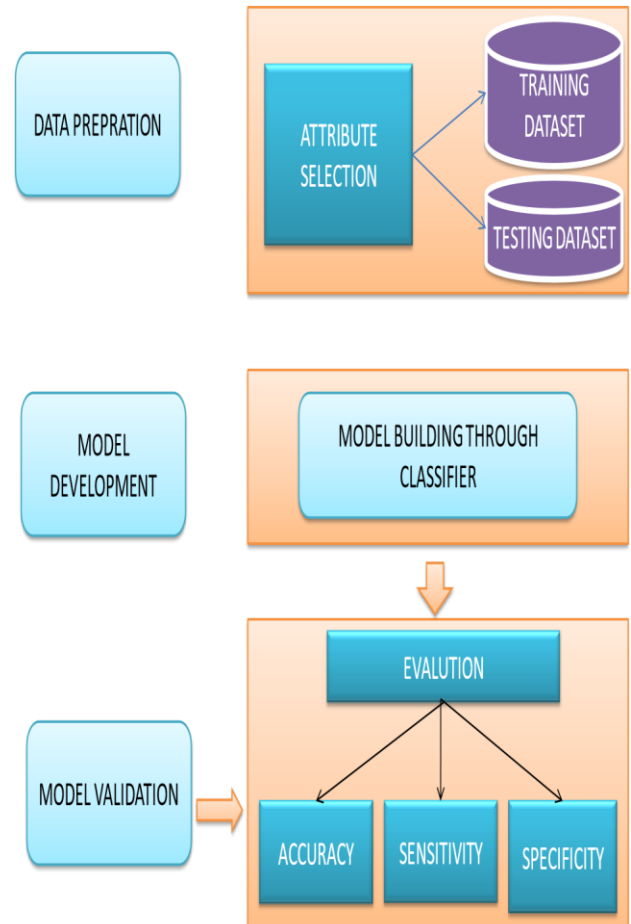 DATA PREPRATION
ATTRIBUTE
SELECTION
TRAINING
DATASET
TESTING DATASET
MODEL
DEVELOPMENT
MODEL BUILDING THROUGH
CLASSIFIER
MODEL VALIDATION
EVALUTION
ACCURACY
SENSITIVITY
SPECIFICITY